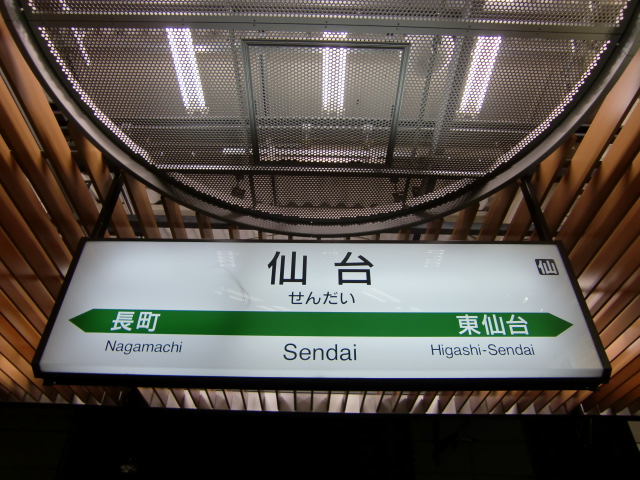 仙台
仙
せんだい
長町
東仙台
Nagamachi
Sendai
Higashi-Sendai